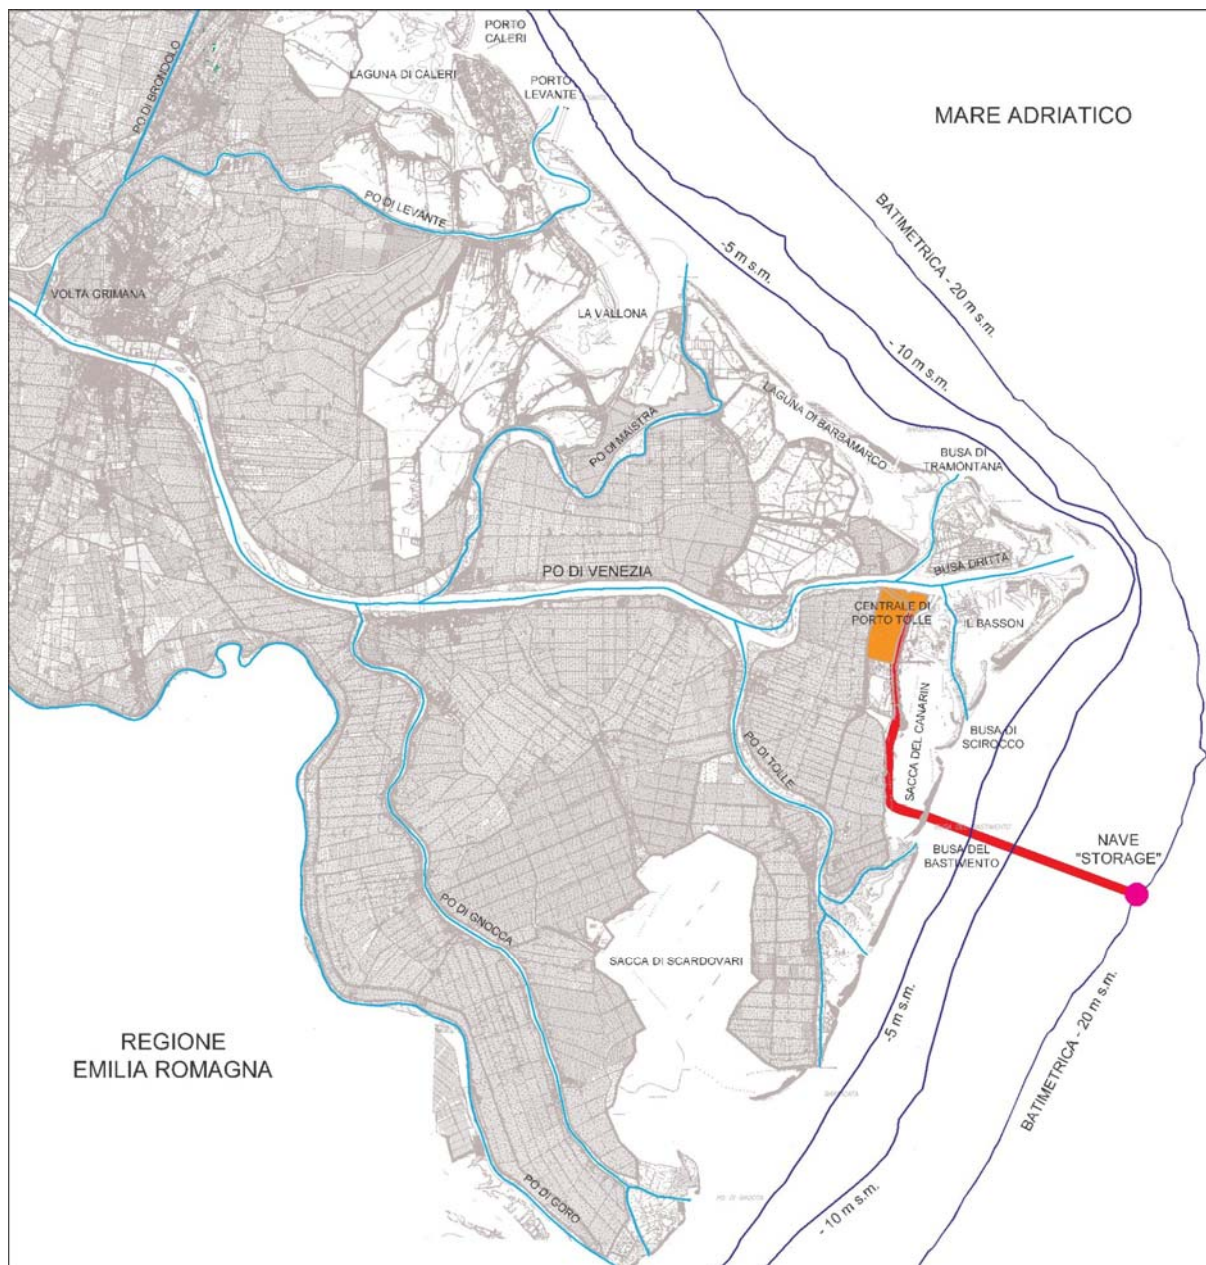 PORTO
CALERI
LAGUNA DI CALERI
PORTO
LEVANTE
PO DI BRONDOLO
MARE ADRIATICO
PO DI LEVANTE
BATIMETRICA - 20 m s.m.
-5 m s.m.
VOLTA GRIMANA
LA VALLONA
- 10 m s.m.
LAGUNA DI BARBAMARCO
PO DI MAISTRA
BUSA DI
TRAMONTANA
PO DI VENEZIA
BUSA DRITTA
CENTRALE DI
PORTO TOLLE
IL BASSON
SACCA DEL CANARIN
BUSA DI
SCIROCCO
PO DI TOLLE
NAVE
"STORAGE"
BUSA DEL
BASTIMENTO
PO DI GNOCCA
SACCA DI SCARDOVARI
-5 m s.m.
BATIMETRICA - 20 m s.m.
REGIONE
EMILIA ROMAGNA
PO DI GORO
- 10 m s.m.